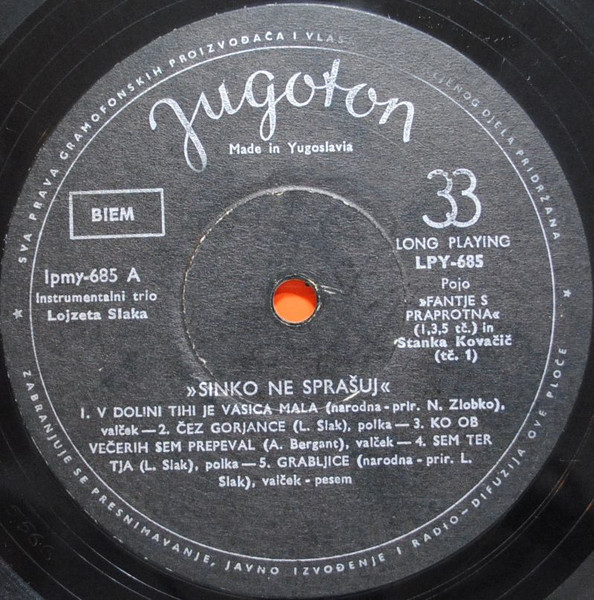 SVA PRAVA GRAMOFONSKIH PROIZVOĐAČA I VLAS
DJELA PRIDRŽANA
Jugoton
Made in Yugoslavia
BIEM
33
LONG PLAYING
LPY-685
lpmy-685 A
Instrumentalni trio
Lojzeta Slaka
Pojo
»FANTJE S
PRAPROTNA«
(1,3,5 tč.) in
Stanka Kovačič
(tč. 1)
»SINKO NE SPRAŠUJ«
1. V DOLINI TIHI JE VASICA MALA (narodna - prir. N. Zlobko),
valček — 2. ČEZ GORJANCE (L. Slak), polka — 3. KO OB
VEČERIH SEM PREPEVAL (A. Bergant), valček — 4. SEM TER
TJA (L. Slak), polka — 5. GRABLJICE (narodna - prir. L.
Slak), valček - pesem
ZABRANJUJE SE PRESNIMAVANJE, JAVNO IZVOĐENJE I RADIO-DIFUZIJA OVE PLOČE